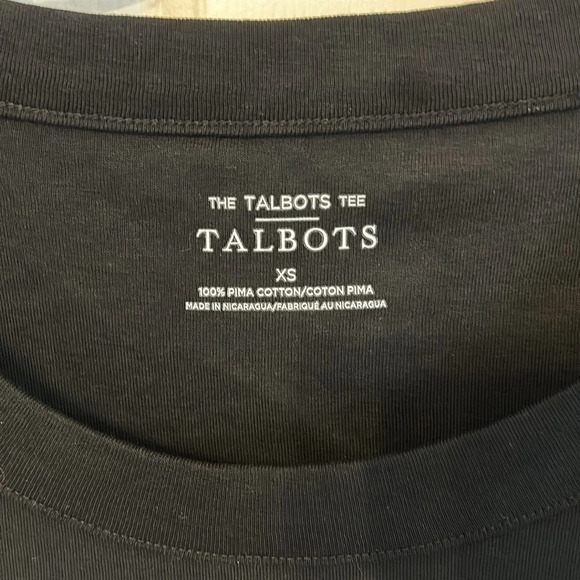 THE TALBOTS TEE
TALBOTS
XS
100% PIMA COTTON/COTON PIMA
MADE IN NICARAGUA/FABRIQUÉ AU NICARAGUA